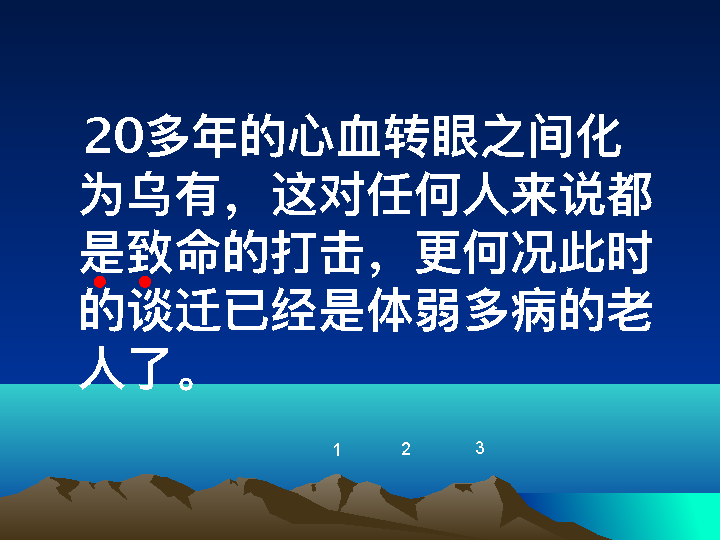 20多年的心血转眼之间化
为乌有，这对任何人来说都
是致命的打击，更何况此时
的谈迁已经是体弱多病的老
人了。
1 2 3